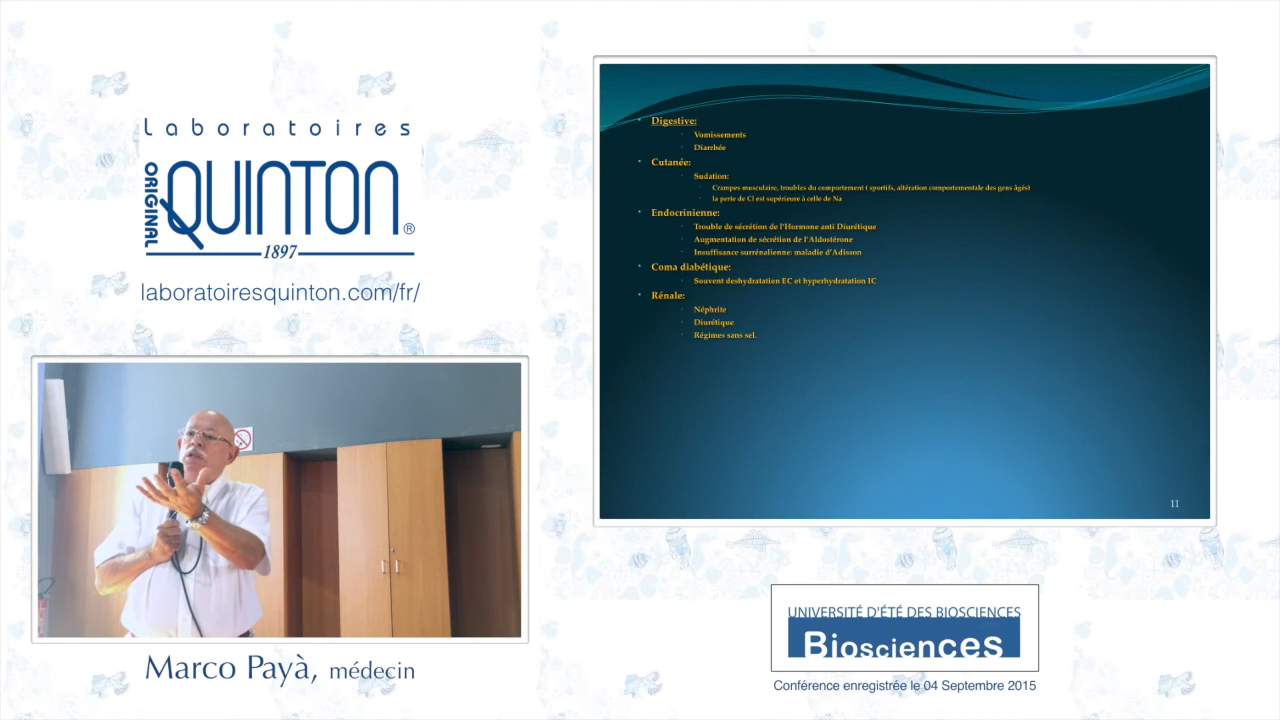 Laboratoires
ORIGINAL
QUINTON®
1897
laboratoiresquinton.com/fr/
Marco Payà, médecin
• Digestive:
• Vomissements
• Diarrhée
• Cutanée:
• Sudation:
• Crampes musculaire, troubles du comportement ( sportifs, altération comportementale des gens âgés)
• la perte de Cl est supérieure à celle de Na
• Endocrinienne:
• Trouble de sécrétion de l'Hormone anti Diurétique
• Augmentation de sécrétion de l'Aldostérone
• Insuffisance surrénalienne: maladie d'Adisson
• Coma diabétique:
• Souvent deshydratation EC et hyperhydratation IC
• Rénale:
• Néphrite
• Diurétique
• Régimes sans sel.
11
UNIVERSITÉ D'ÉTÉ DES BIOSCIENCES
Biosciences
Conférence enregistrée le 04 Septembre 2015